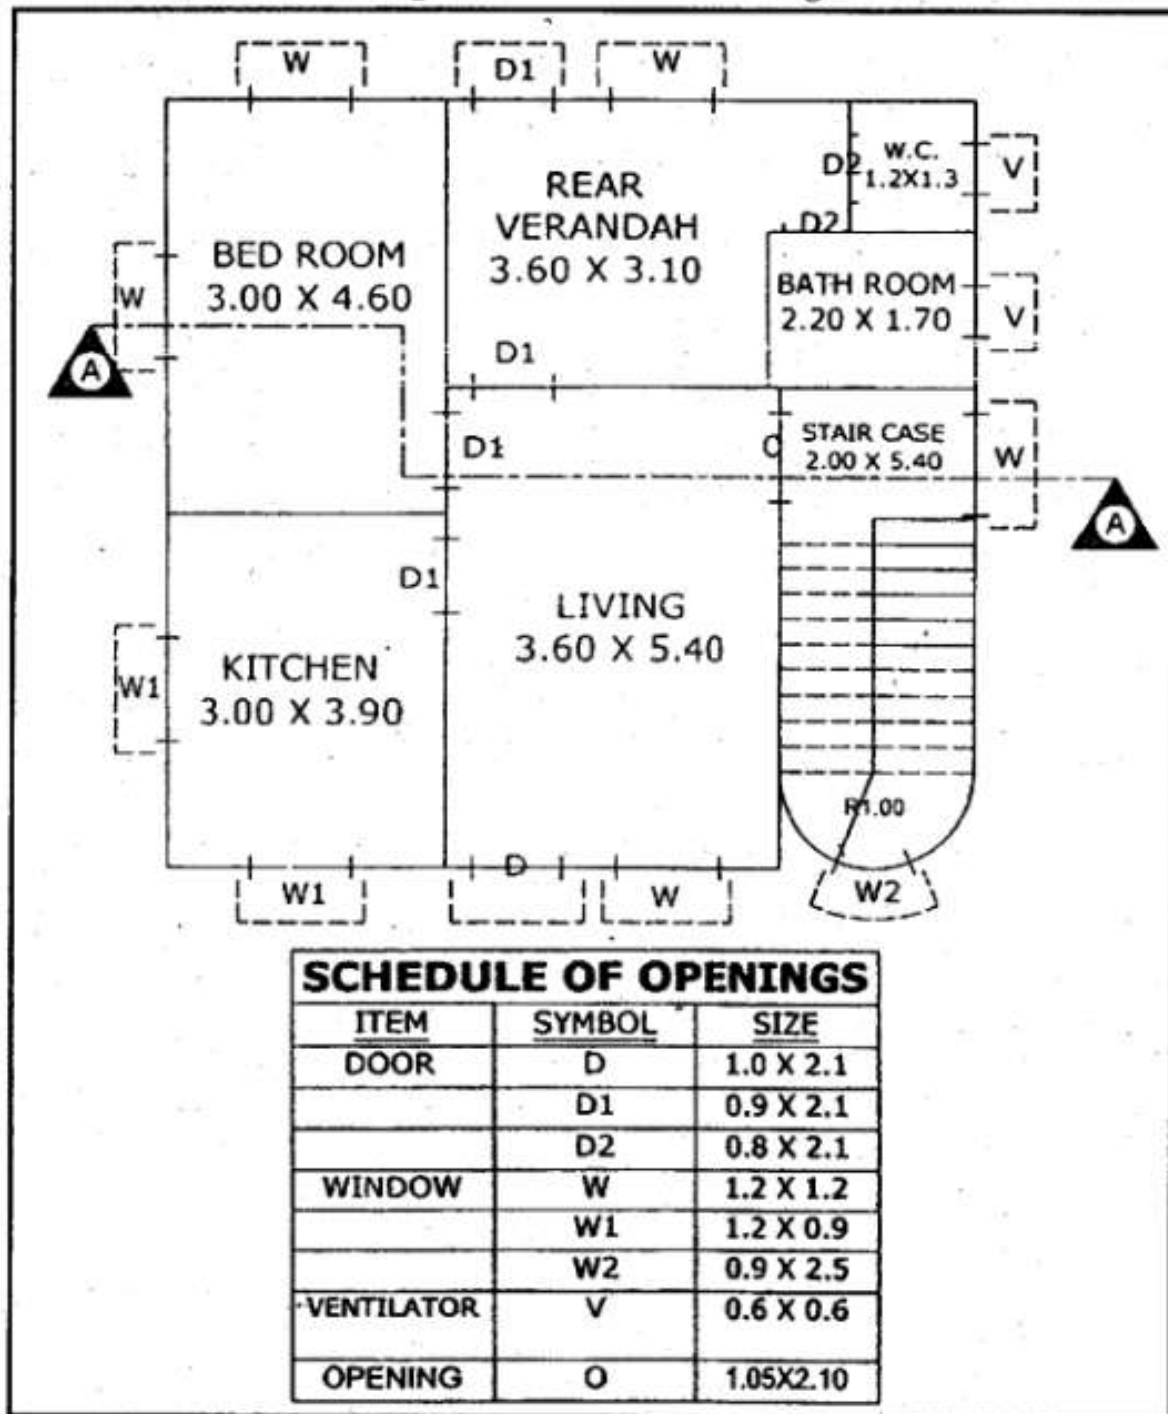 W
D1
W
D2
W.C.
1.2X1.3
V
REAR
VERANDAH
3.60 X 3.10
D2
BED ROOM
3.00 X 4.60
W
BATH ROOM
2.20 X 1.70
V
A
D1
D1
STAIR CASE
2.00 X 5.40
W
A
D1
LIVING
3.60 X 5.40
KITCHEN
3.00 X 3.90
W1
R1.00
W1
D
W
W2
SCHEDULE OF OPENINGS
ITEM SYMBOL SIZE
DOOR D 1.0 X 2.1
D1 0.9 X 2.1
D2 0.8 X 2.1
WINDOW W 1.2 X 1.2
W1 1.2 X 0.9
W2 0.9 X 2.5
VENTILATOR V 0.6 X 0.6
OPENING O 1.05X2.10